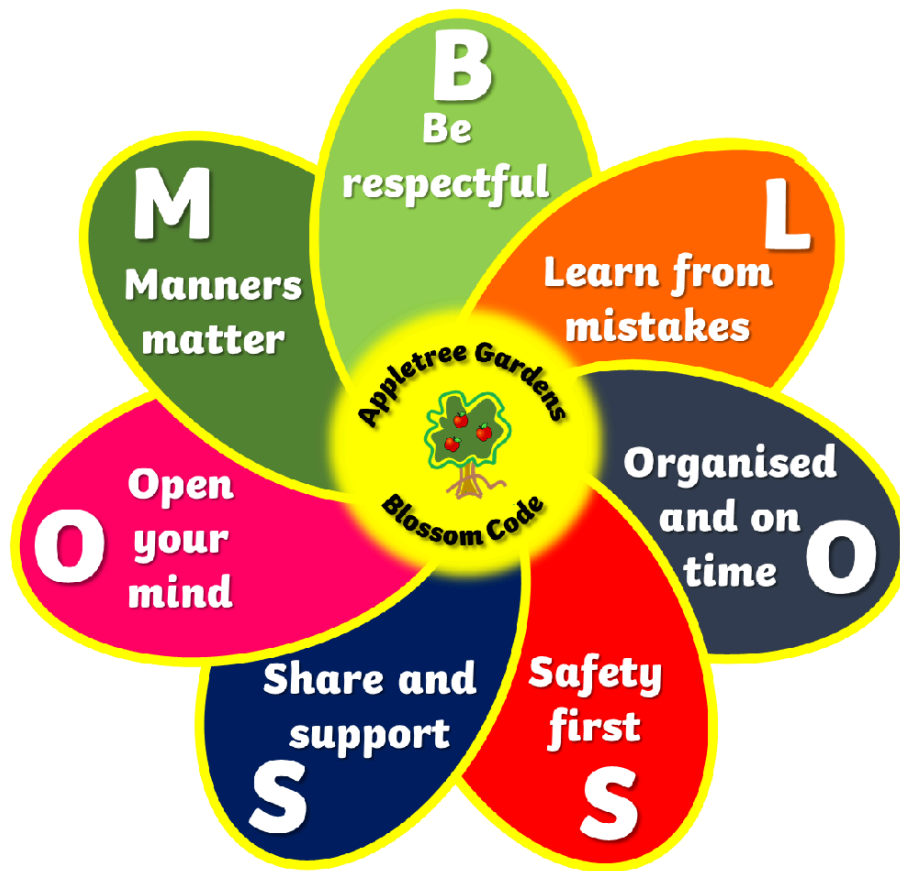 B
Be
respectful
L
Learn from
mistakes
Organised
and on
time
O
Safety
first
S
Share and
support
S
Open
your
mind
O
M
Manners
matter
Appletree Gardens
Blossom Code